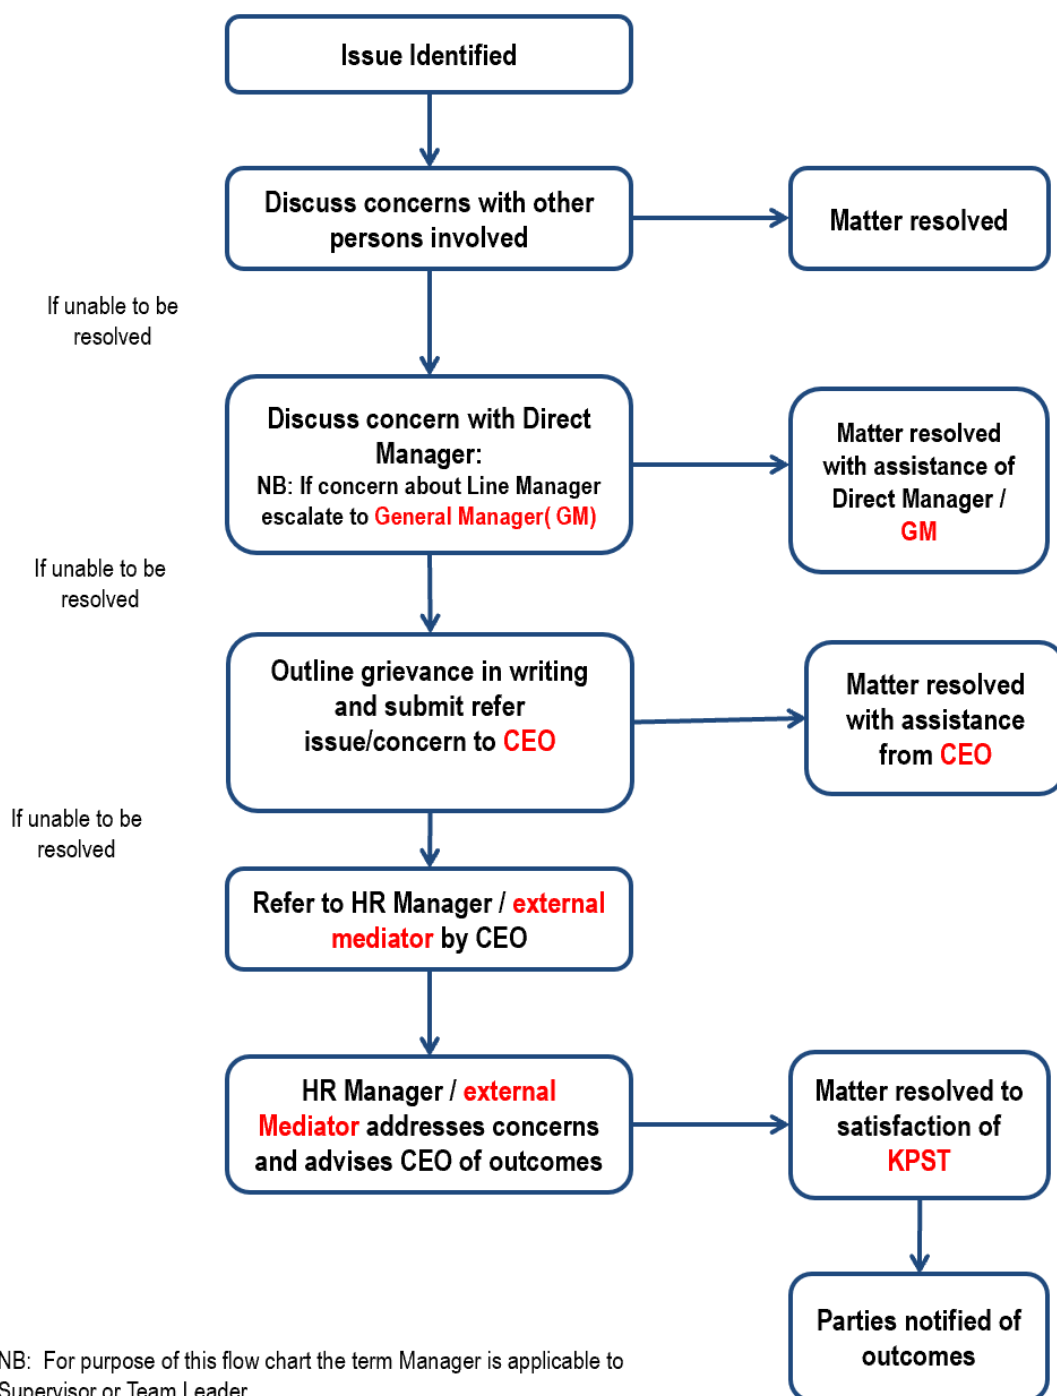 Issue Identified
Discuss concerns with other
persons involved
Matter resolved
If unable to be
resolved
Discuss concern with Direct
Manager:
NB: If concern about Line Manager
escalate to General Manager( GM)
Matter resolved
with assistance of
Direct Manager /
GM
If unable to be
resolved
Outline grievance in writing
and submit refer
issue/concern to CEO
Matter resolved
with assistance
from CEO
If unable to be
resolved
Refer to HR Manager / external
mediator by CEO
HR Manager / external
Mediator addresses concerns
and advises CEO of outcomes
Matter resolved to
satisfaction of
KPST
Parties notified of
outcomes
NB: For purpose of this flow chart the term Manager is applicable to
Supervisor or Team Leader